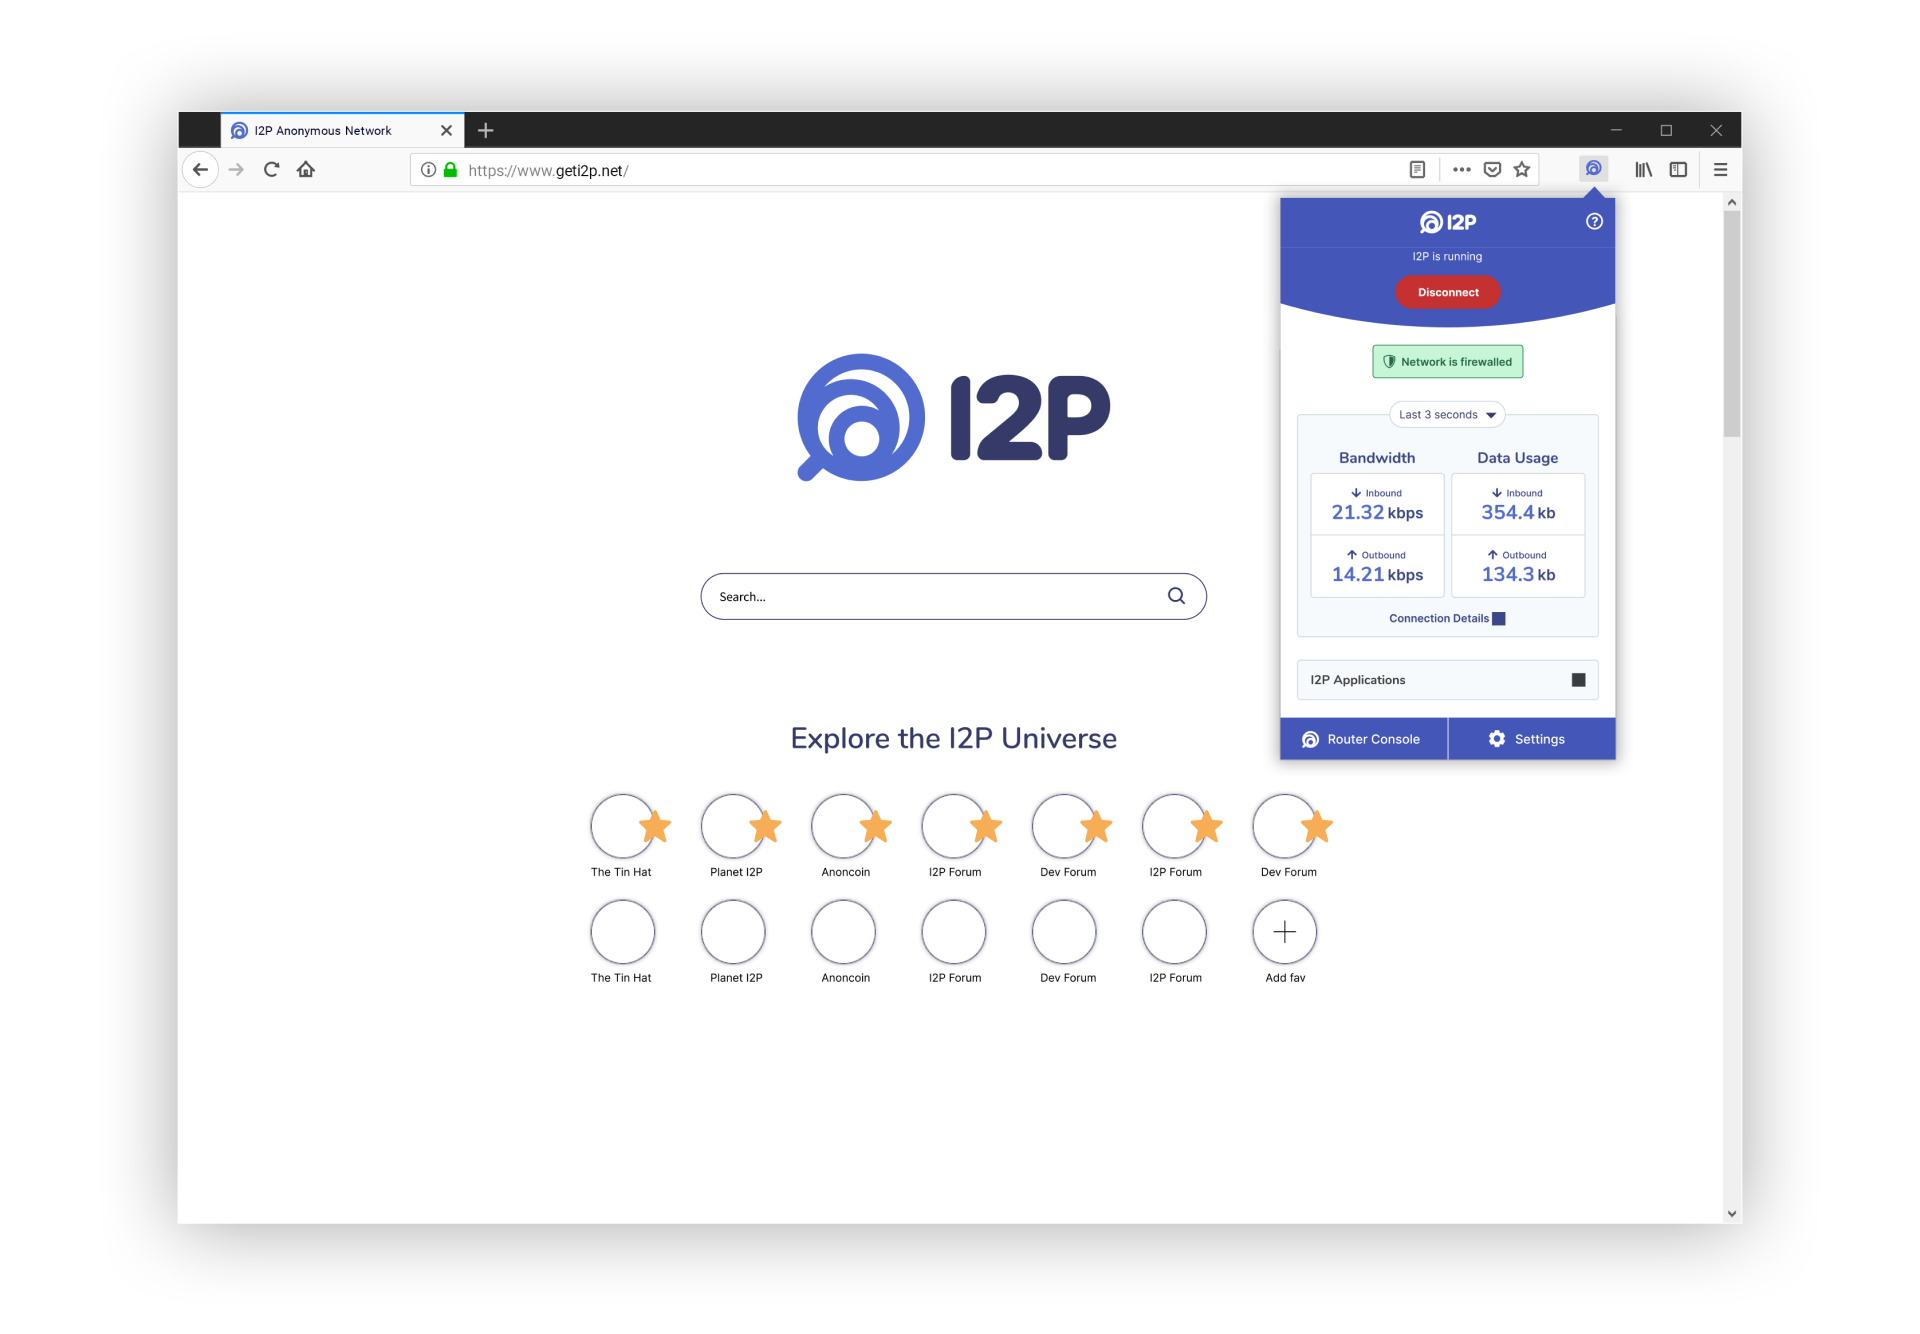 I2P Anonymous Network
https://www.geti2p.net/
I2P
I2P is running
Disconnect
Network is firewalled
Last 3 seconds
Bandwidth
Data Usage
Inbound
21.32 kbps
Inbound
354.4 kb
Outbound
14.21 kbps
Outbound
134.3 kb
Connection Details
I2P Applications
Router Console
Settings
I2P
Search...
Explore the I2P Universe
The Tin Hat
Planet I2P
Anoncoin
I2P Forum
Dev Forum
I2P Forum
Dev Forum
The Tin Hat
Planet I2P
Anoncoin
I2P Forum
Dev Forum
I2P Forum
Add fav